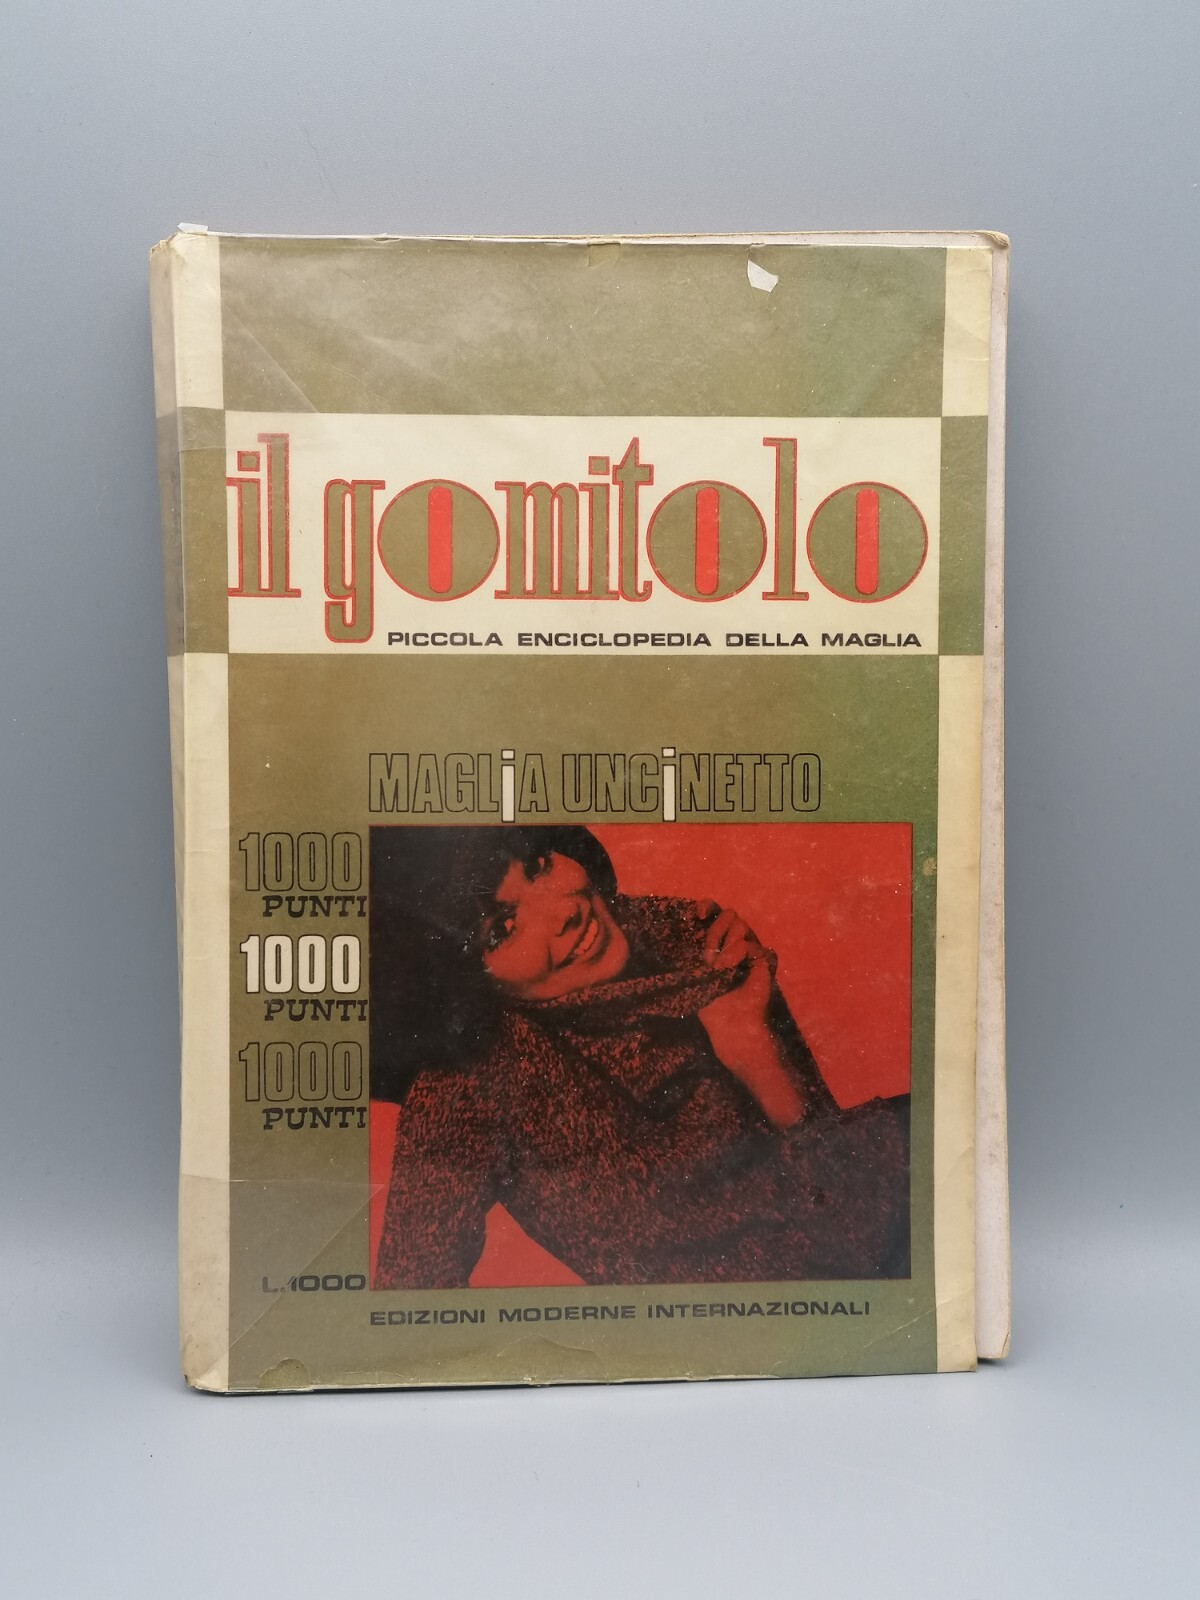 il gomitolo
PICCOLA ENCICLOPEDIA DELLA MAGLIA
MAGLiA UNCiNETTO
1000
PUNTI
1000
PUNTI
1000
PUNTI
L.1000
EDIZIONI MODERNE INTERNAZIONALI